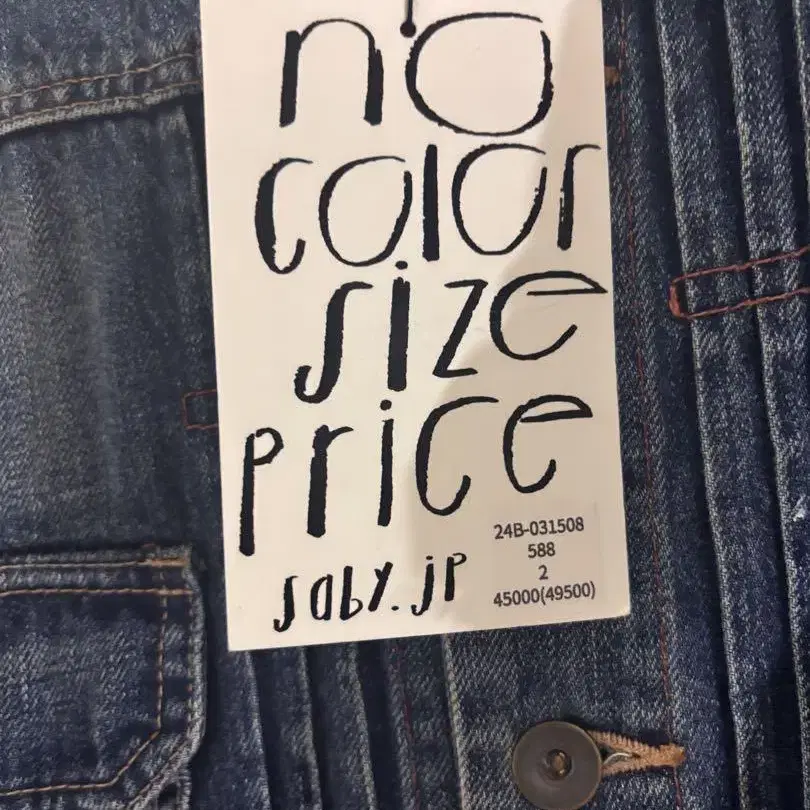 no
color
size
price
saby.jp
24B-031508
588
2
45000(49500)